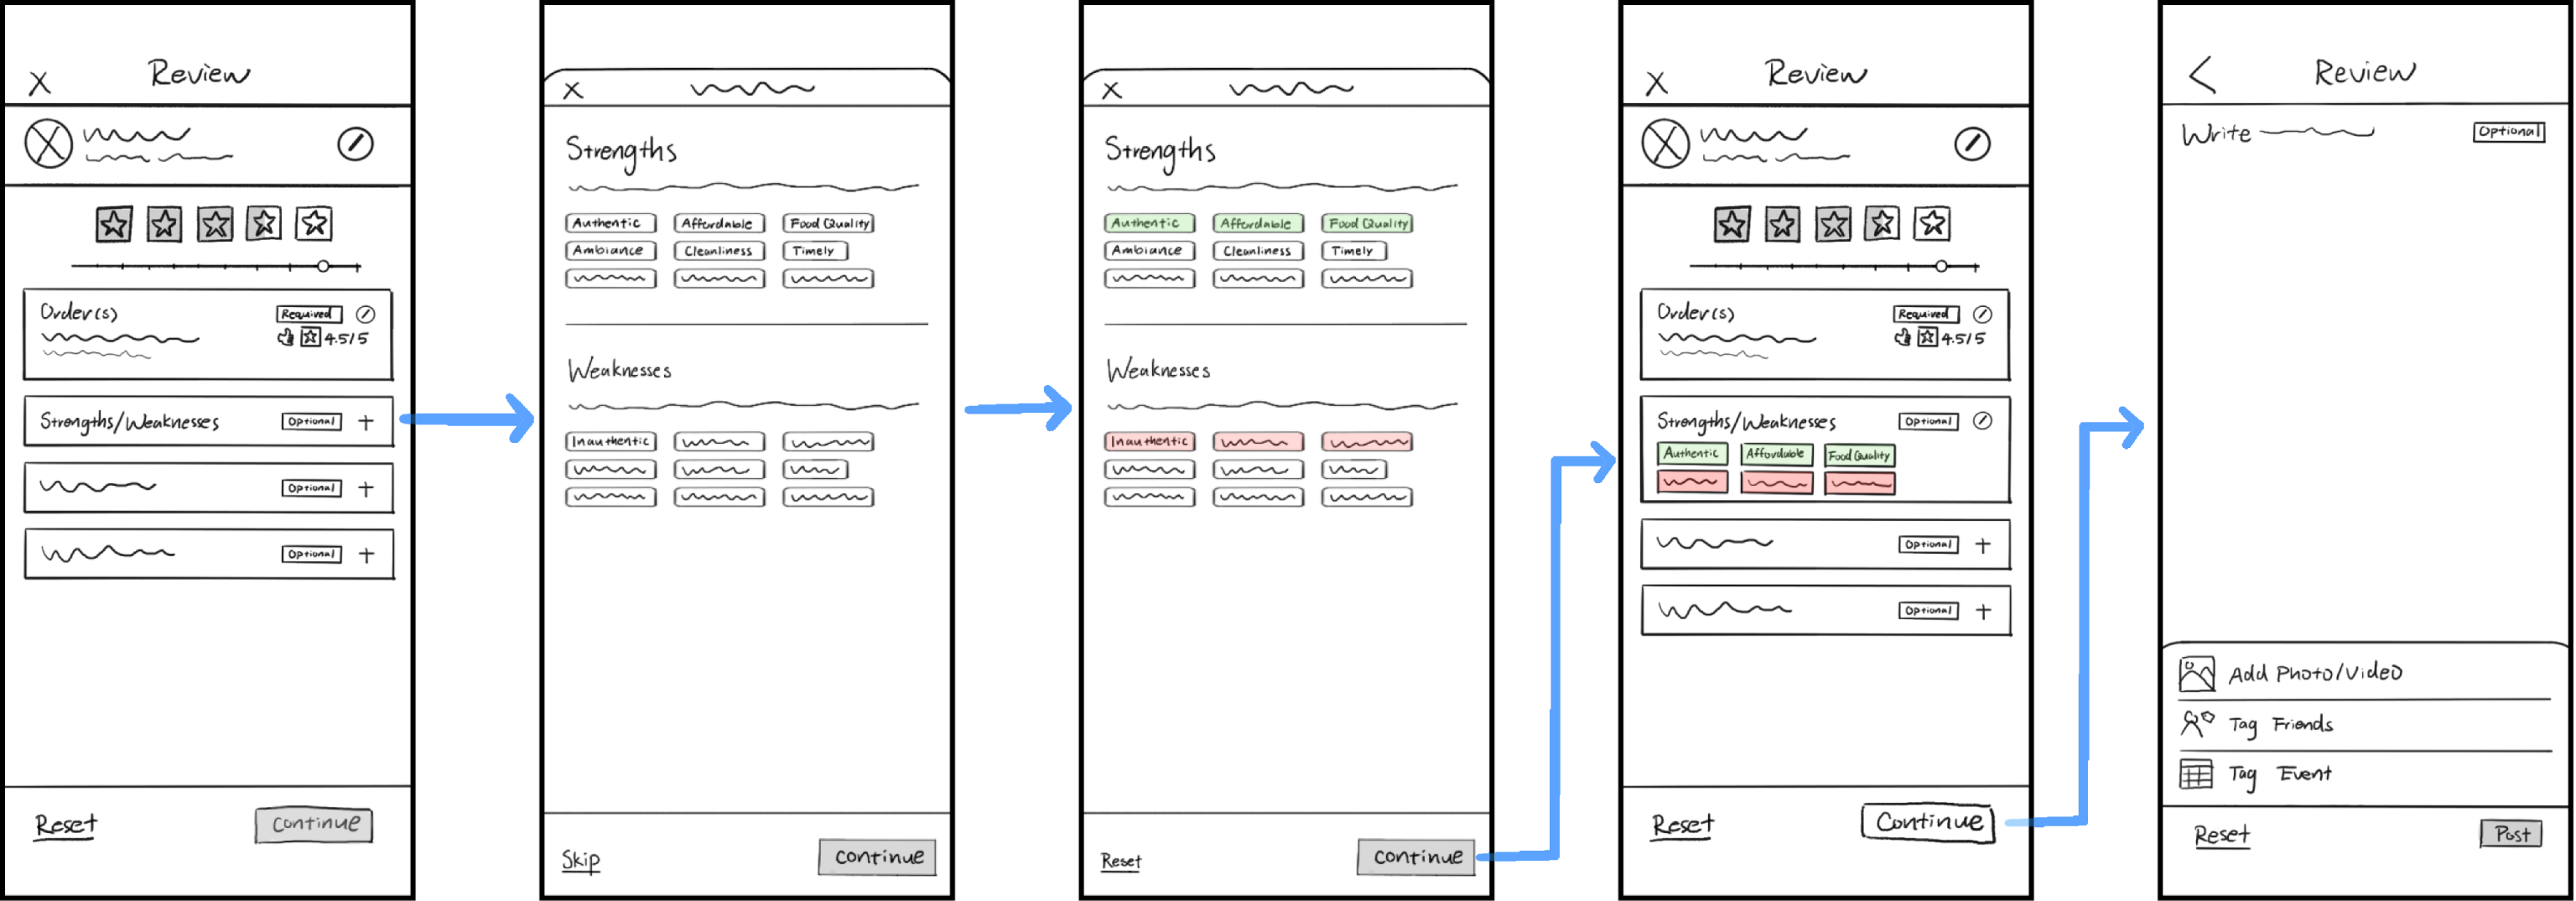 X Review
Order(s) Required
4.5/5
Strengths/Weaknesses Optional +
Optional +
Optional +
Reset Continue
X
Strengths
Authentic Affordable Food Quality
Ambiance Cleanliness Timely
Weaknesses
Inauthentic
Skip Continue
X
Strengths
Authentic Affordable Food Quality
Ambiance Cleanliness Timely
Weaknesses
Inauthentic
Reset Continue
X Review
Order(s) Required
4.5/5
Strengths/Weaknesses Optional
Authentic Affordable Food Quality
Optional +
Optional +
Reset Continue
< Review
Write Optional
Add Photo/Video
Tag Friends
Tag Event
Reset Post